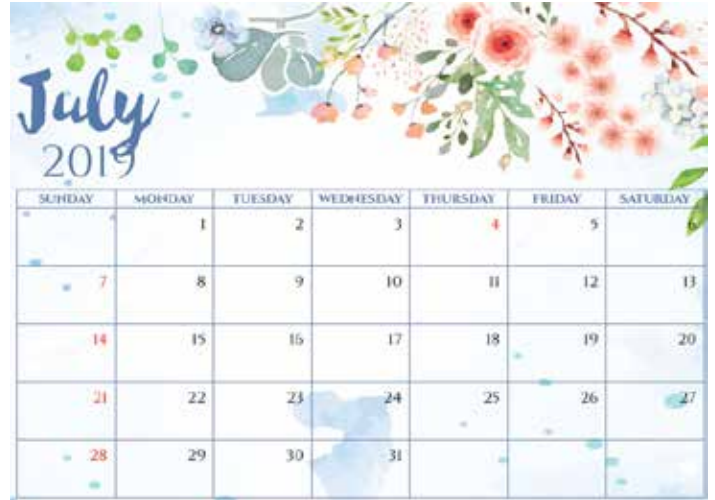 July
2019
SUNDAY MONDAY TUESDAY WEDNESDAY THURSDAY FRIDAY SATURDAY
1 2 3 4 5 6
7 8 9 10 11 12 13
14 15 16 17 18 19 20
21 22 23 24 25 26 27
28 29 30 31